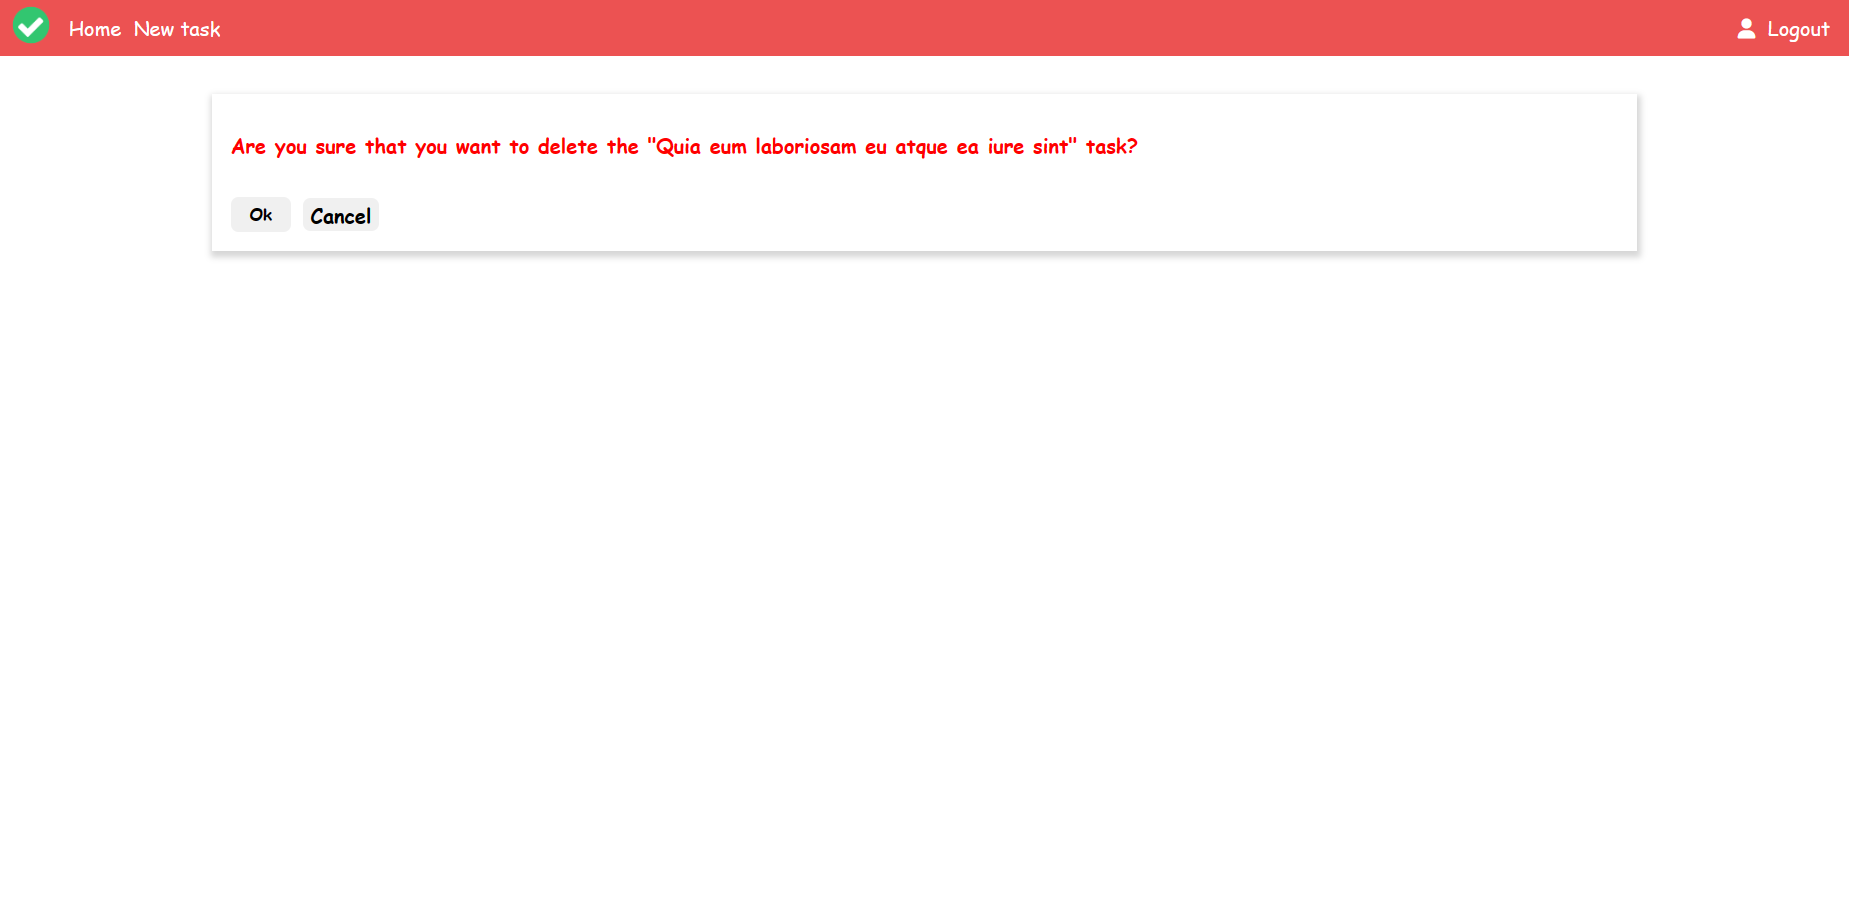 Home New task Logout
Are you sure that you want to delete the "Quia eum laboriosam eu atque ea iure sint" task?
Ok Cancel